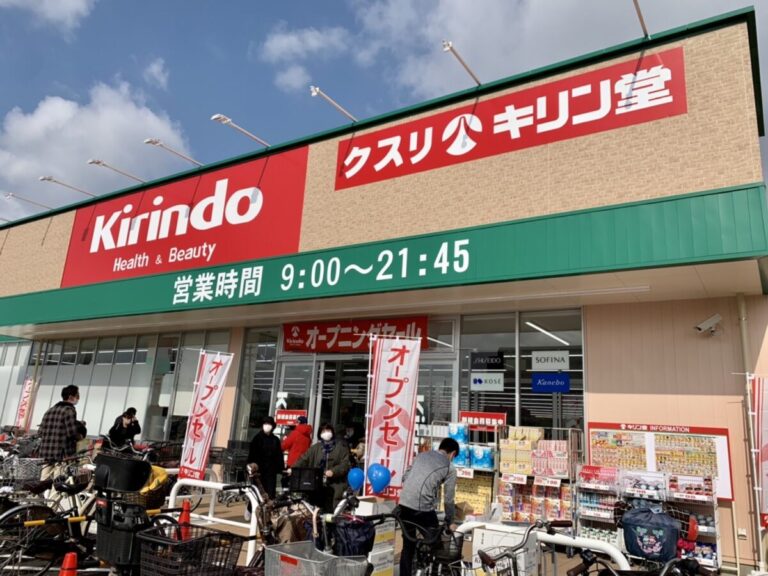 クスリ キリン堂
Kirindo
Health & Beauty
営業時間 9:00〜21:45
オープニングセール
SHISEIDO
SOFINA
KOSÉ
Kanebo
オープンセール
オープンセール
キリン堂 INFORMATION